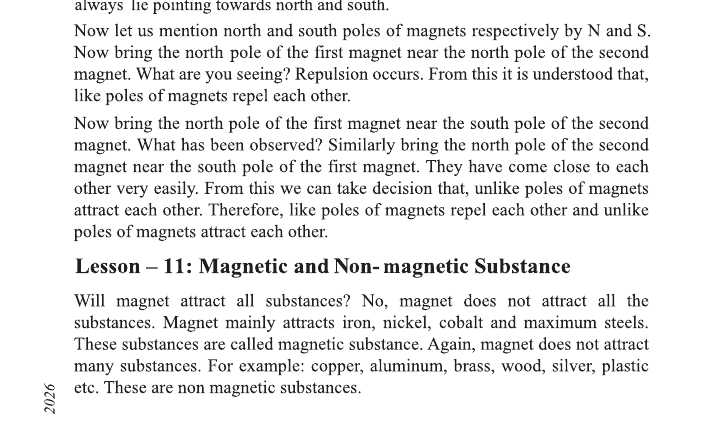 always lie pointing towards north and south.
Now let us mention north and south poles of magnets respectively by N and S.
Now bring the north pole of the first magnet near the north pole of the second
magnet. What are you seeing? Repulsion occurs. From this it is understood that,
like poles of magnets repel each other.
Now bring the north pole of the first magnet near the south pole of the second
magnet. What has been observed? Similarly bring the north pole of the second
magnet near the south pole of the first magnet. They have come close to each
other very easily. From this we can take decision that, unlike poles of magnets
attract each other. Therefore, like poles of magnets repel each other and unlike
poles of magnets attract each other.
Lesson – 11: Magnetic and Non- magnetic Substance
Will magnet attract all substances? No, magnet does not attract all the
substances. Magnet mainly attracts iron, nickel, cobalt and maximum steels.
These substances are called magnetic substance. Again, magnet does not attract
many substances. For example: copper, aluminum, brass, wood, silver, plastic
etc. These are non magnetic substances.
2026